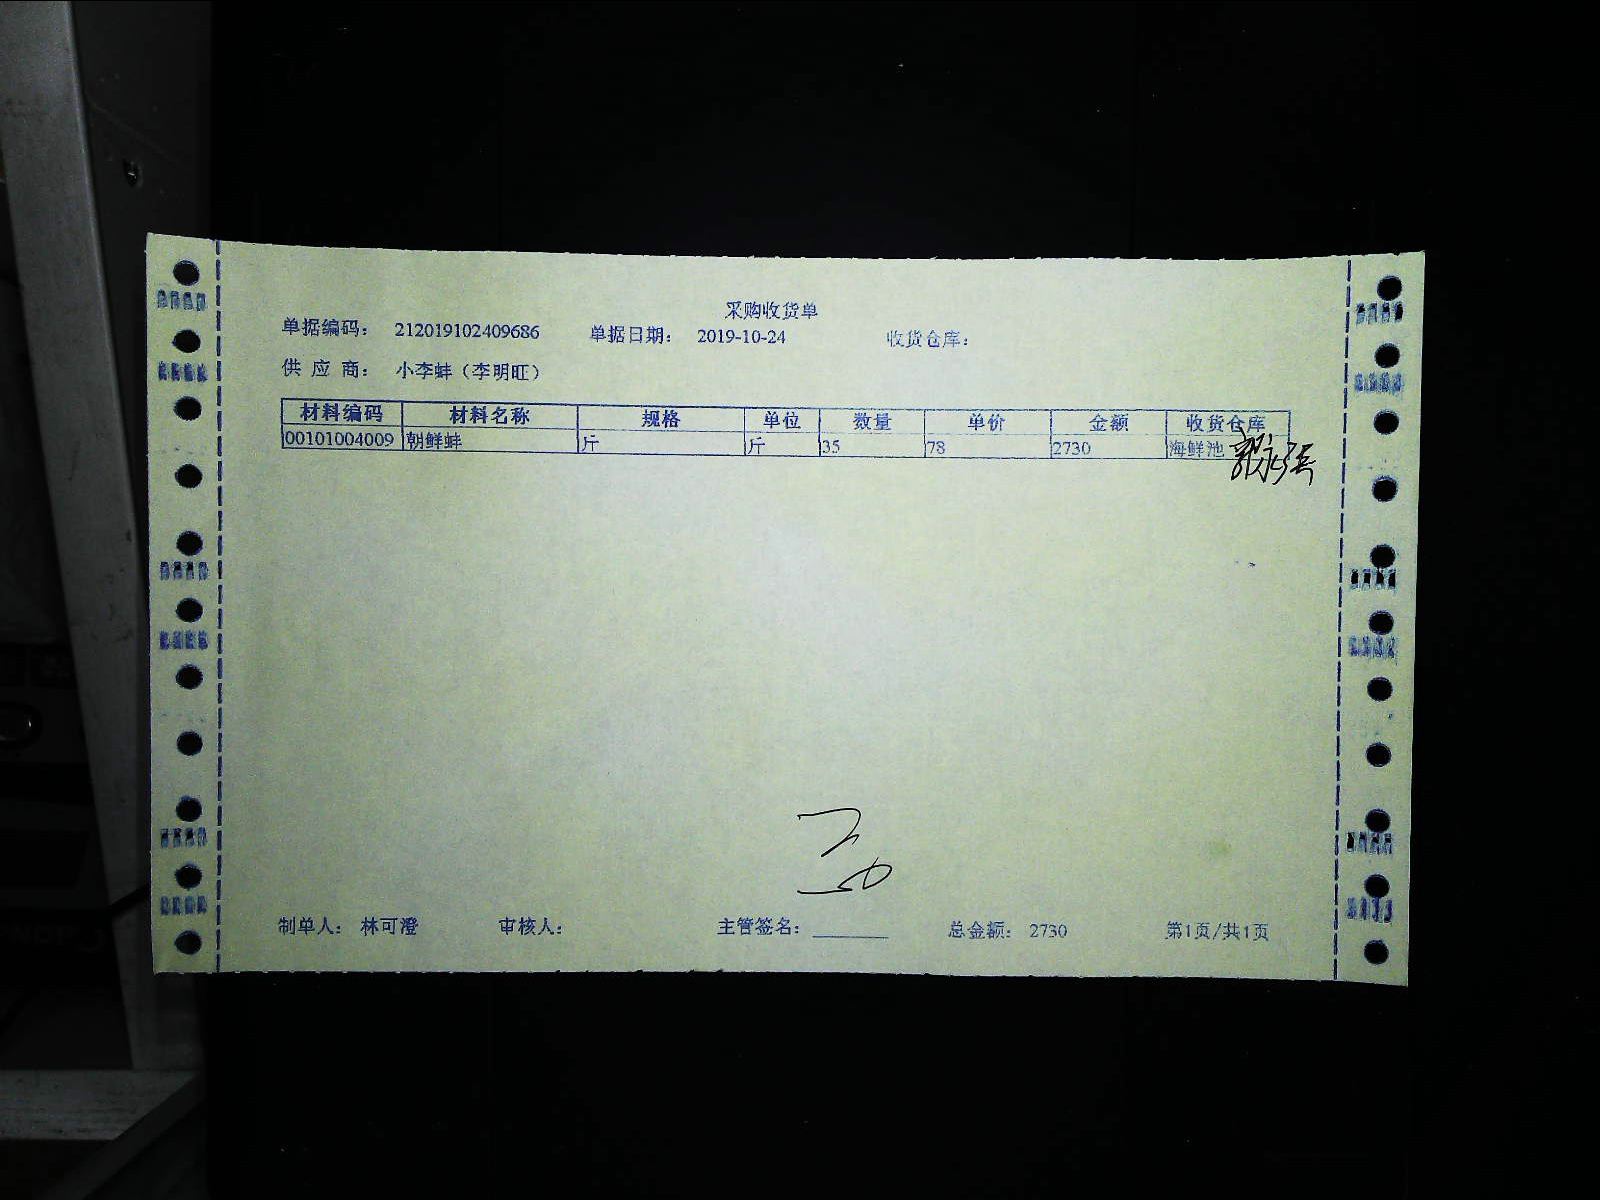 采购收货单
单据编码： 212019102409686 单据日期： 2019-10-24 收货仓库：
供 应 商： 小李蚌（李明旺）
材料编码 材料名称 规格 单位 数量 单价 金额 收货仓库
00101004009 朝鲜蚌 斤 斤 35 78 2730 海鲜池
制单人： 林可澄 审核人： 主管签名： 总金额： 2730 第1页/共1页